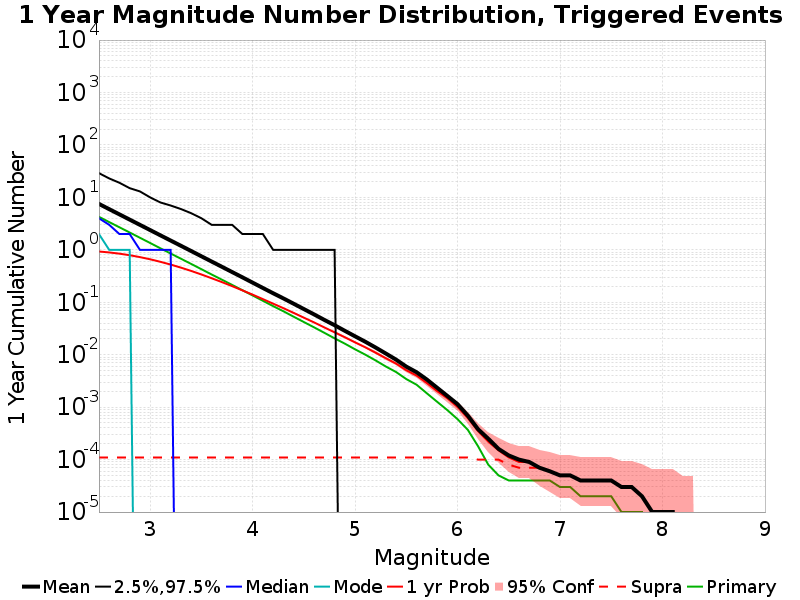 1 Year Magnitude Number Distribution, Triggered Events
10^4
10^3
10^2
10^1
10^0
10^-1
10^-2
10^-3
10^-4
10^-5
1 Year Cumulative Number
3 4 5 6 7 8 9
Magnitude
Mean 2.5%,97.5% Median Mode 1 yr Prob 95% Conf Supra Primary